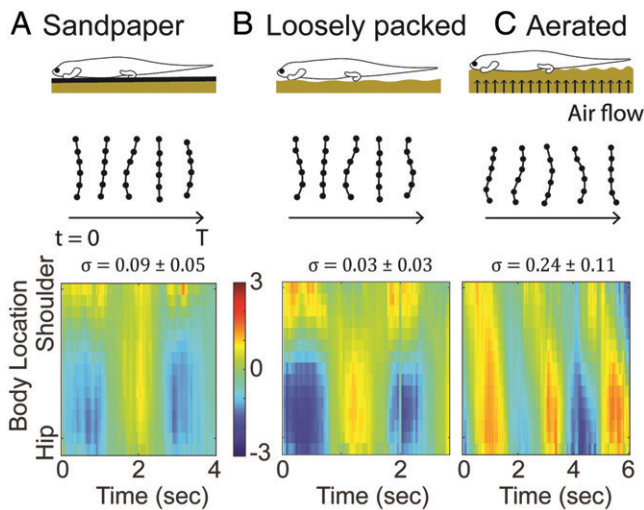 A Sandpaper
B Loosely packed
C Aerated
Air flow
t = 0 T
σ = 0.09 ± 0.05
σ = 0.03 ± 0.03
σ = 0.24 ± 0.11
Body Location
Hip Shoulder
3
0
-3
0 2 4
0 2
0 2 4 6
Time (sec)
Time (sec)
Time (sec)